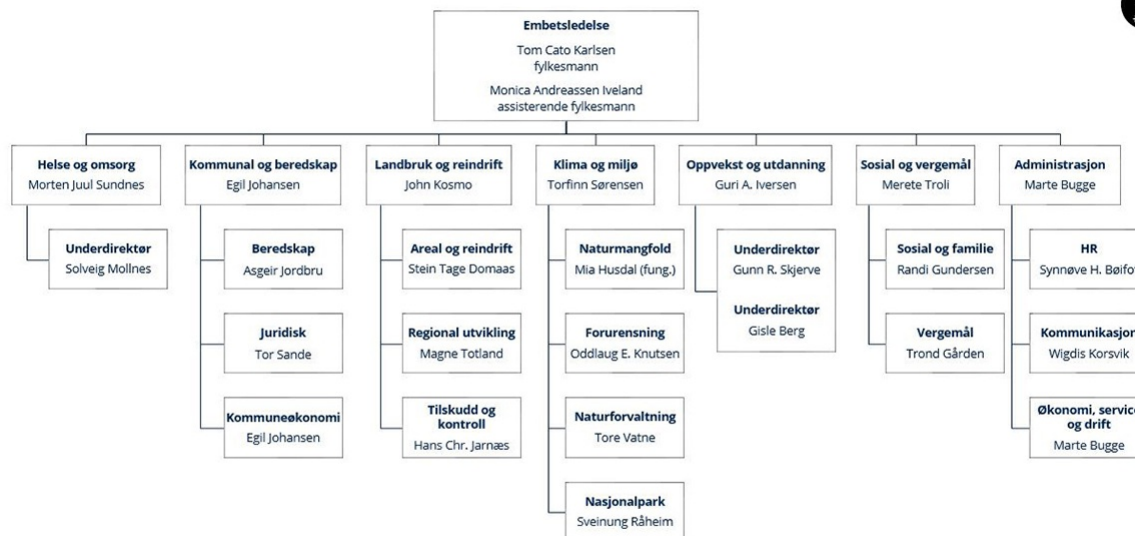 Embetsledelse
Tom Cato Karlsen
fylkesmann
Monica Andreassen Iveland
assisterende fylkesmann
Helse og omsorg
Morten Juul Sundnes
Underdirektør
Solveig Mollnes
Kommunal og beredskap
Egil Johansen
Beredskap
Asgeir Jordbru
Juridisk
Tor Sande
Kommuneøkonomi
Egil Johansen
Landbruk og reindrift
John Kosmo
Areal og reindrift
Stein Tage Domaas
Regional utvikling
Magne Totland
Tilskudd og
kontroll
Hans Chr. Jarnæs
Klima og miljø
Torfinn Sørensen
Naturmangfold
Mia Husdal (fung.)
Forurensning
Oddlaug E. Knutsen
Naturforvaltning
Tore Vatne
Nasjonalpark
Sveinung Råheim
Oppvekst og utdanning
Guri A. Iversen
Underdirektør
Gunn R. Skjerve
Underdirektør
Gisle Berg
Sosial og vergemål
Merete Troli
Sosial og familie
Randi Gundersen
Vergemål
Trond Gården
Administrasjon
Marte Bugge
HR
Synnøve H.
Kommunikasjon
Wigdis Korsvik
Økonomi, service
og drift
Marte Bugge